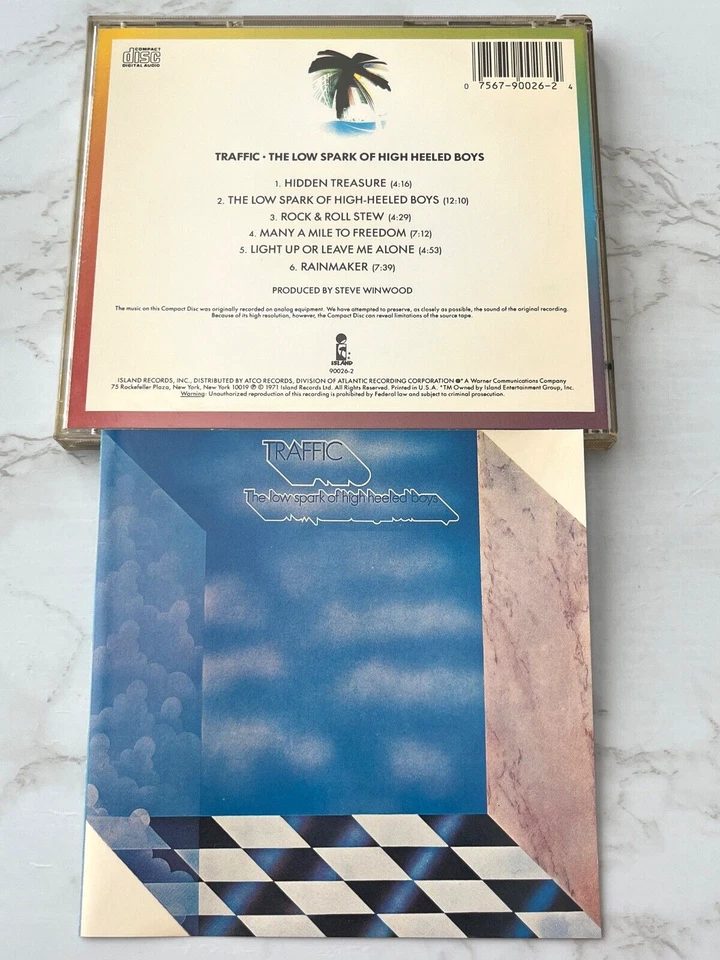 COMPACT
disc
DIGITAL AUDIO
0 7567-90026-2 4
TRAFFIC • THE LOW SPARK OF HIGH HEELED BOYS
1. HIDDEN TREASURE (4:16)
2. THE LOW SPARK OF HIGH-HEELED BOYS (12:10)
3. ROCK & ROLL STEW (4:29)
4. MANY A MILE TO FREEDOM (7:12)
5. LIGHT UP OR LEAVE ME ALONE (4:53)
6. RAINMAKER (7:39)
PRODUCED BY STEVE WINWOOD
The music on this Compact Disc was originally recorded on analog equipment. We have attempted to preserve, as closely as possible, the sound of the original recording.
Because of its high resolution, however, the Compact Disc can reveal limitations of the source tape.
ISLAND
90026-2
ISLAND RECORDS, INC., DISTRIBUTED BY ATCO RECORDS, DIVISION OF ATLANTIC RECORDING CORPORATION ●* A Warner Communications Company
75 Rockefeller Plaza, New York, New York 10019 ℗ © 1971 Island Records Ltd. All Rights Reserved. Printed in U.S.A. *TM Owned by Island Entertainment Group, Inc.
Warning: Unauthorized reproduction of this recording is prohibited by Federal law and subject to criminal prosecution.
TRAFFIC
The low spark of high heeled boys